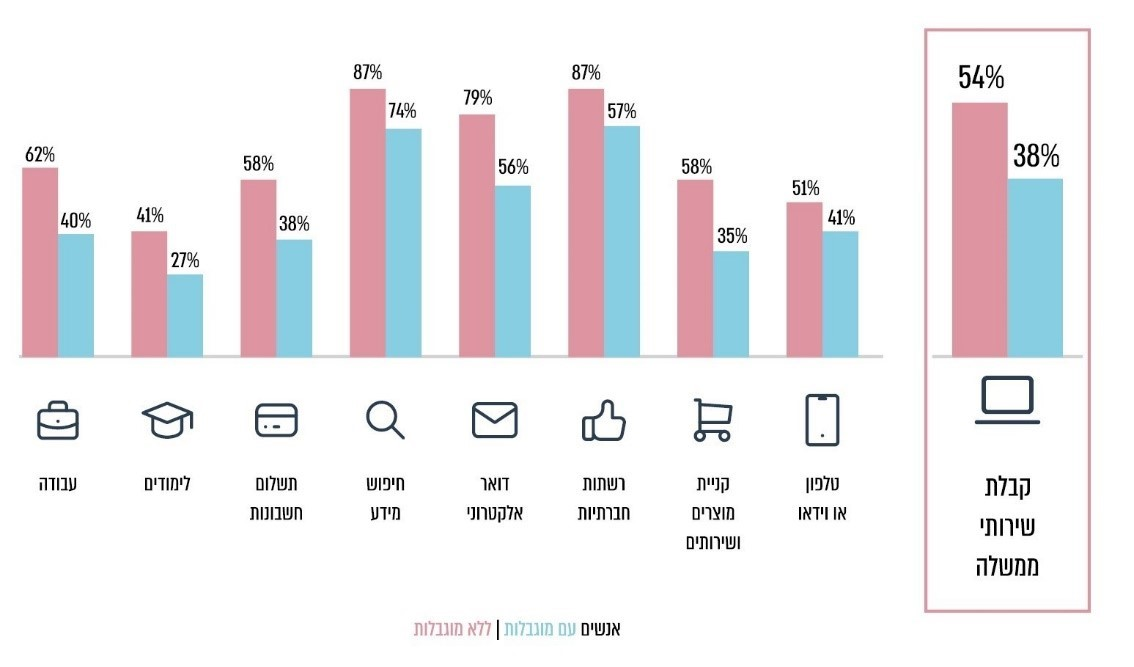 54%
38%
קבלת
שירותי
ממשלה
51%
41%
טלפון
או וידאו
58%
35%
קניית
מוצרים
ושירותים
87%
57%
רשתות
חברתיות
79%
56%
דואר
אלקטרוני
87%
74%
חיפוש
מידע
58%
38%
תשלום
חשבונות
41%
27%
לימודים
62%
40%
עבודה
אנשים עם מוגבלות | ללא מוגבלות